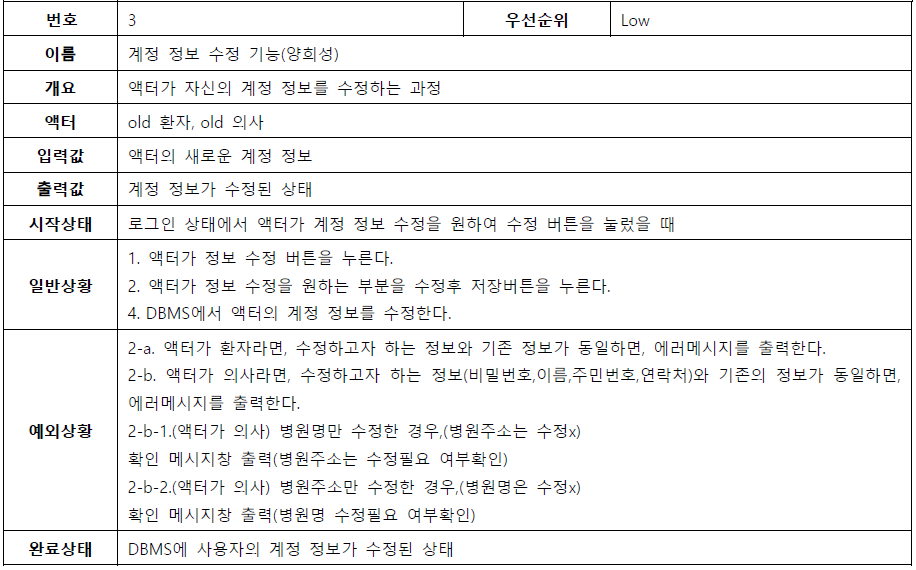 번호 3 우선순위 Low
이름 계정 정보 수정 기능(양희성)
개요 액터가 자신의 계정 정보를 수정하는 과정
액터 old 환자, old 의사
입력값 액터의 새로운 계정 정보
출력값 계정 정보가 수정된 상태
시작상태 로그인 상태에서 액터가 계정 정보 수정을 원하여 수정 버튼을 눌렀을 때
일반상황
1. 액터가 정보 수정 버튼을 누른다.
2. 액터가 정보 수정을 원하는 부분을 수정후 저장버튼을 누른다.
4. DBMS에서 액터의 계정 정보를 수정한다.
예외상황
2-a. 액터가 환자라면, 수정하고자 하는 정보와 기존 정보가 동일하면, 에러메시지를 출력한다.
2-b. 액터가 의사라면, 수정하고자 하는 정보(비밀번호,이름,주민번호,연락처)와 기존의 정보가 동일하면,
에러메시지를 출력한다.
2-b-1.(액터가 의사) 병원명만 수정한 경우,(병원주소는 수정x)
확인 메시지창 출력(병원주소는 수정필요 여부확인)
2-b-2.(액터가 의사) 병원주소만 수정한 경우,(병원명은 수정x)
확인 메시지창 출력(병원명 수정필요 여부확인)
완료상태 DBMS에 사용자의 계정 정보가 수정된 상태